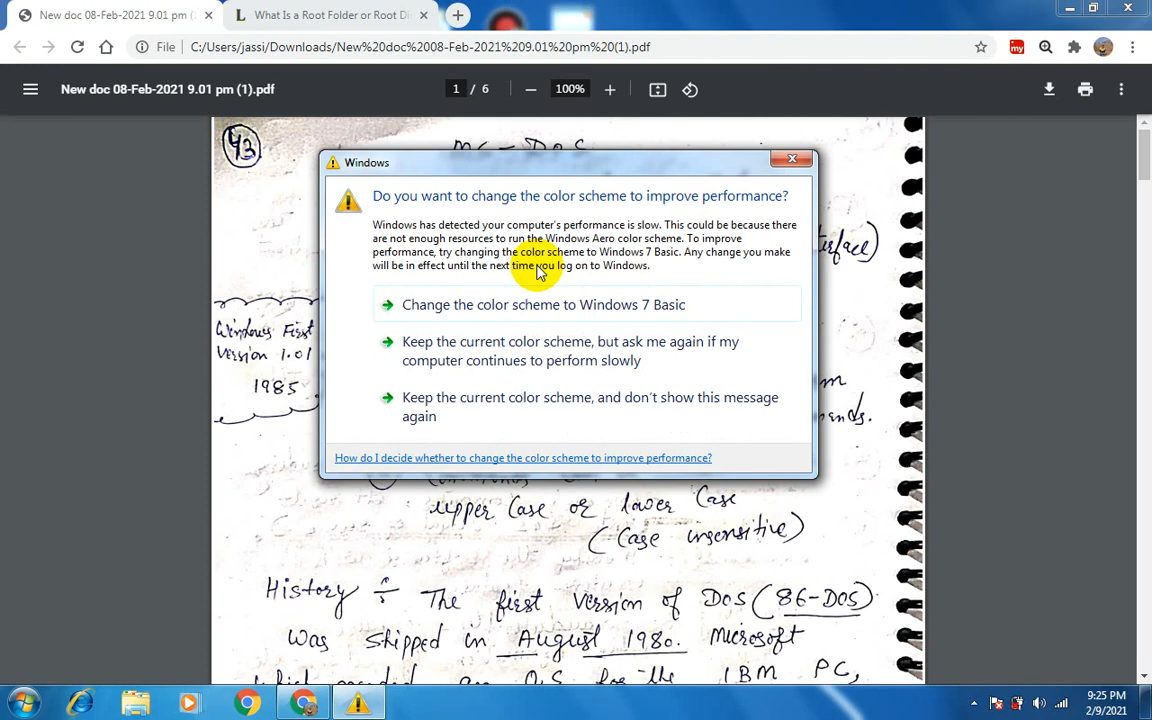 New doc 08-Feb-2021 9.01 pm (1
What Is a Root Folder or Root Di
File C:/Users/jassi/Downloads/New%20doc%2008-Feb-2021%209.01%20pm%20(1).pdf
my
New doc 08-Feb-2021 9.01 pm (1).pdf
1 / 6
100%
43
MS-DOS
Windows
Do you want to change the color scheme to improve performance?
Windows has detected your computer's performance is slow. This could be because there
are not enough resources to run the Windows Aero color scheme. To improve
performance, try changing the color scheme to Windows 7 Basic. Any change you make
will be in effect until the next time you log on to Windows.
Change the color scheme to Windows 7 Basic
Keep the current color scheme, but ask me again if my
computer continues to perform slowly
Keep the current color scheme, and don't show this message
again
How do I decide whether to change the color scheme to improve performance?
Windows First
Version 1.01
1985
upper Case or lower Case
(Case insensitive)
History ÷ The first version of DOS (86-DOS)
Was shipped in August 1980. Microsoft
for the IBM PC,
9:25 PM
2/9/2021